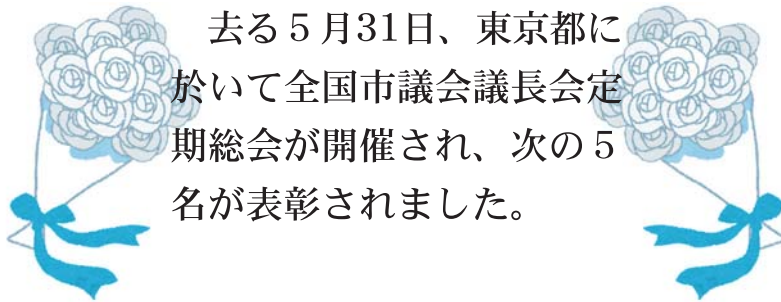 去る５月31日、東京都に
於いて全国市議会議長会定
期総会が開催され、次の５
名が表彰されました。